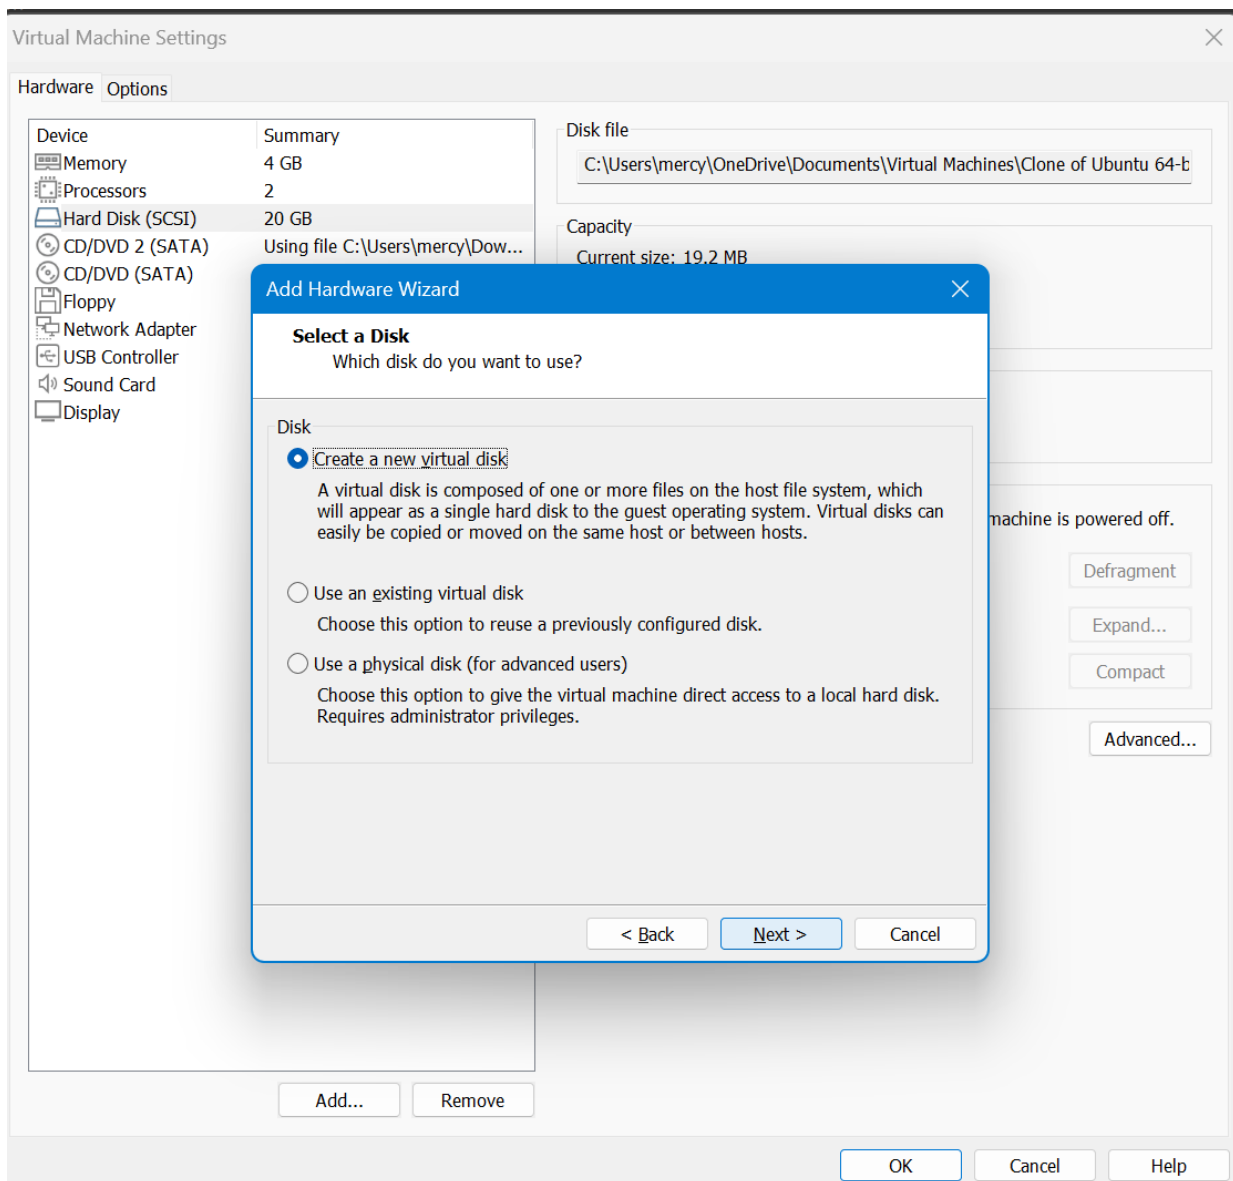 Virtual Machine Settings
Hardware Options
Device Summary
Memory 4 GB
Processors 2
Hard Disk (SCSI) 20 GB
CD/DVD 2 (SATA) Using file C:\Users\mercy\Dow...
CD/DVD (SATA)
Floppy
Network Adapter
USB Controller
Sound Card
Display
Disk file
C:\Users\mercy\OneDrive\Documents\Virtual Machines\Clone of Ubuntu 64-b
Capacity
Current size: 19.2 MB
Add Hardware Wizard
Select a Disk
Which disk do you want to use?
Disk
Create a new virtual disk
A virtual disk is composed of one or more files on the host file system, which
will appear as a single hard disk to the guest operating system. Virtual disks can
easily be copied or moved on the same host or between hosts.
Use an existing virtual disk
Choose this option to reuse a previously configured disk.
Use a physical disk (for advanced users)
Choose this option to give the virtual machine direct access to a local hard disk.
Requires administrator privileges.
< Back Next > Cancel
machine is powered off.
Defragment
Expand...
Compact
Advanced...
Add... Remove
OK Cancel Help